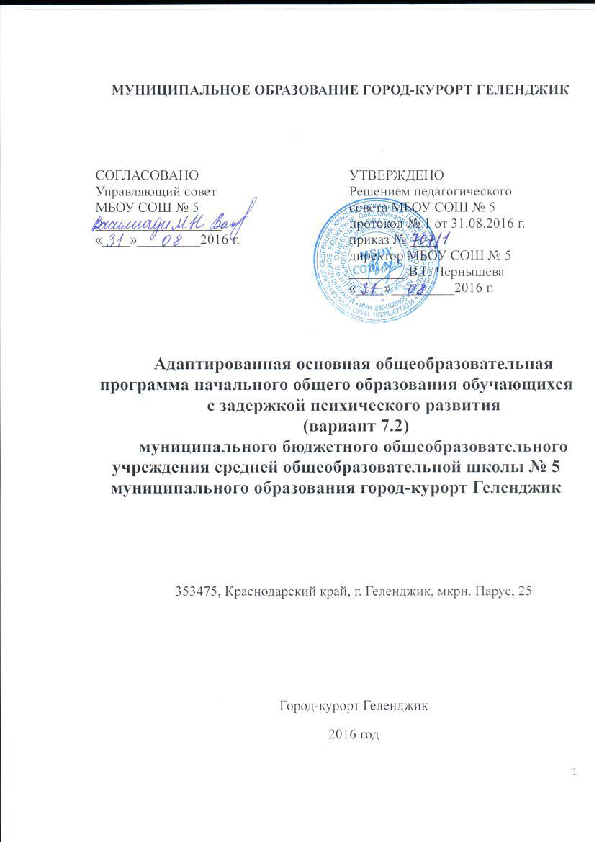 МУНИЦИПАЛЬНОЕ ОБРАЗОВАНИЕ ГОРОД-КУРОРТ ГЕЛЕНДЖИК
СОГЛАСОВАНО
Управляющий совет
МБОУ СОШ № 5
«31» 08 2016 г.
УТВЕРЖДЕНО
Решением педагогического
совета МБОУ СОШ № 5
протокол № 1 от 31.08.2016 г.
приказ №
директор МБОУ СОШ № 5
В.Л. Чернышева
«31» 08 2016 г.
Адаптированная основная общеобразовательная
программа начального общего образования обучающихся
с задержкой психического развития
(вариант 7.2)
муниципального бюджетного общеобразовательного
учреждения средней общеобразовательной школы № 5
муниципального образования город-курорт Геленджик
353475, Краснодарский край, г. Геленджик, мкрн. Парус, 25
Город-курорт Геленджик
2016 год
1